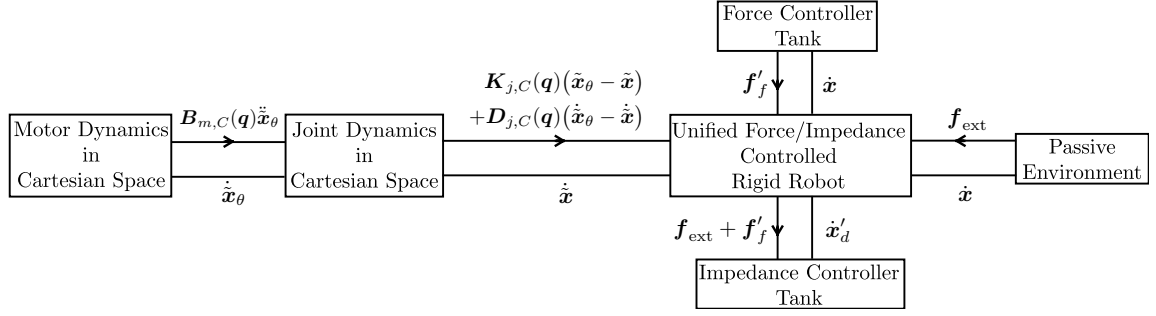 Force Controller
Tank
f′_f
ẋ
K_{j,C}(q)(x̃_θ − x̃)
+D_{j,C}(q)(x̃̇_θ − x̃̇)
B_{m,C}(q)x̃̈_θ
Motor Dynamics
in
Cartesian Space
x̃̇_θ
Joint Dynamics
in
Cartesian Space
x̃̇
Unified Force/Impedance
Controlled
Rigid Robot
f_ext
ẋ
Passive
Environment
f_ext + f′_f
ẋ′_d
Impedance Controller
Tank